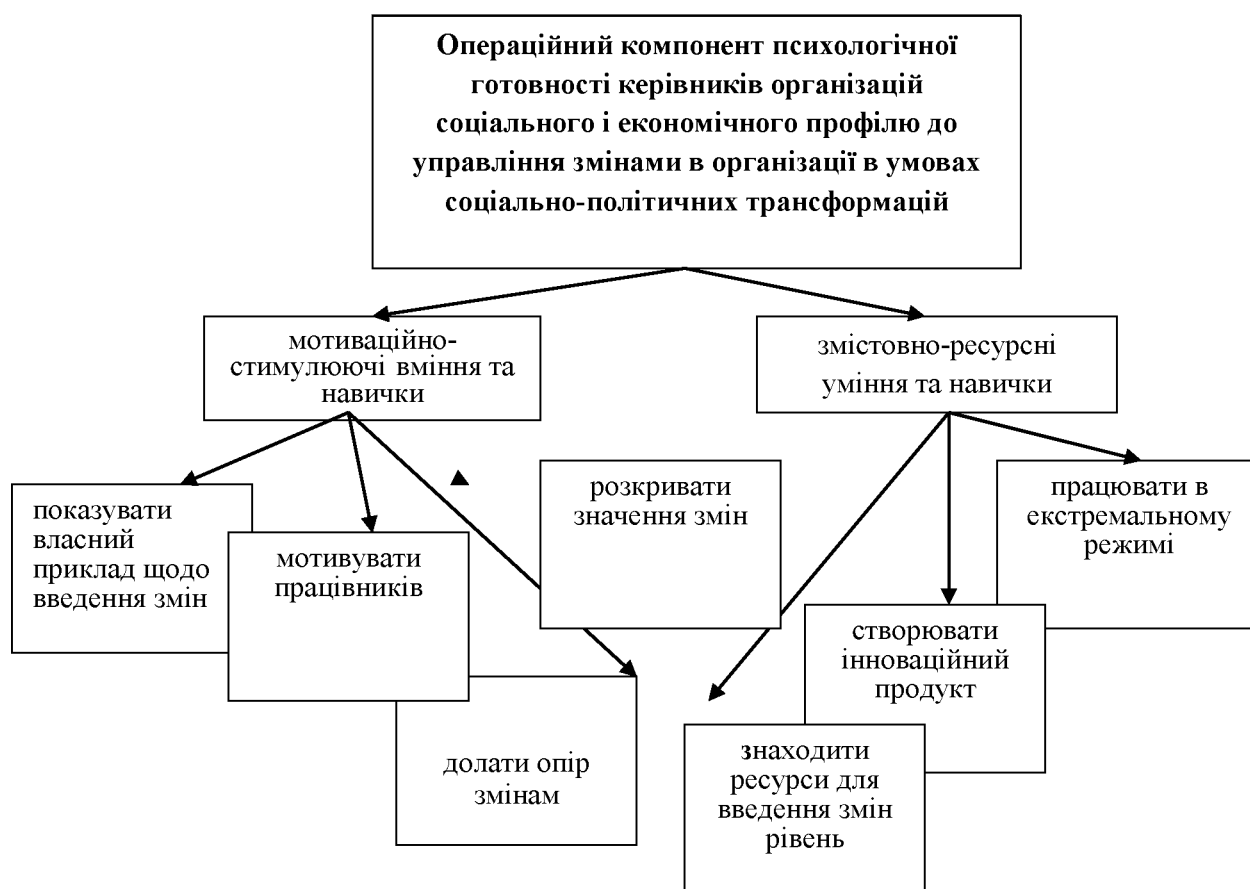 Операційний компонент психологічної
готовності керівників організацій
соціального і економічного профілю до
управління змінами в організації в умовах
соціально-політичних трансформацій
мотиваційно-
стимулюючі вміння та
навички
змістовно-ресурсні
уміння та навички
показувати
власний
приклад щодо
введення змін
мотивувати
працівників
долати опір
змінам
розкривати
значення змін
знаходити
ресурси для
введення змін
рівень
створювати
інноваційний
продукт
працювати в
екстремальному
режимі